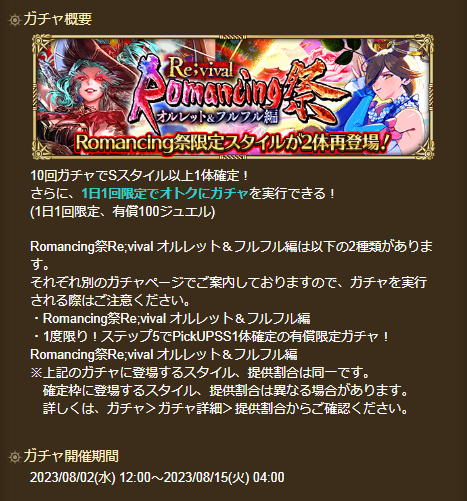 ガチャ概要
Re;vival
Romancing祭
オルレット&フルフル編
Romancing祭限定スタイルが2体再登場!
10回ガチャでSスタイル以上1体確定!
さらに、1日1回限定でオトクにガチャを実行できる!
(1日1回限定、有償100ジュエル)
Romancing祭Re;vival オルレット＆フルフル編は以下の2種類がありま
す。
それぞれ別のガチャページでご案内しておりますので、ガチャを実行
される際はご注意ください。
・Romancing祭Re;vival オルレット＆フルフル編
・1度限り！ステップ5でPickUPSS1体確定の有償限定ガチャ！
Romancing祭Re;vival オルレット＆フルフル編
※上記のガチャに登場するスタイル、提供割合は同一です。
確定枠に登場するスタイル、提供割合は異なる場合があります。
詳しくは、ガチャ＞ガチャ詳細＞提供割合からご確認ください。
ガチャ開催期間
2023/08/02(水) 12:00～2023/08/15(火) 04:00